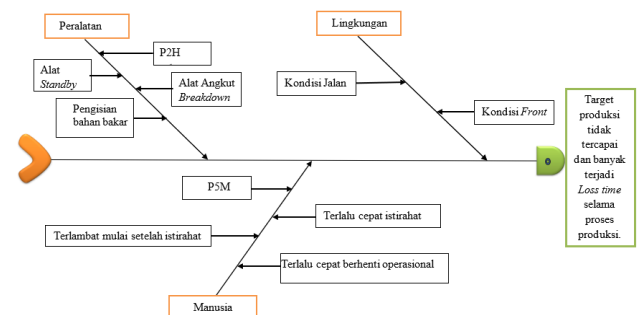 Peralatan
Lingkungan
P2H
Alat
Standby
Alat Angkut
Breakdown
Pengisian
bahan bakar
Kondisi Jalan
Kondisi Front
Target
produksi
tidak
tercapai
dan banyak
terjadi
Loss time
selama
proses
produksi.
P5M
Terlalu cepat istirahat
Terlambat mulai setelah istirahat
Terlalu cepat berhenti operasional
Manusia